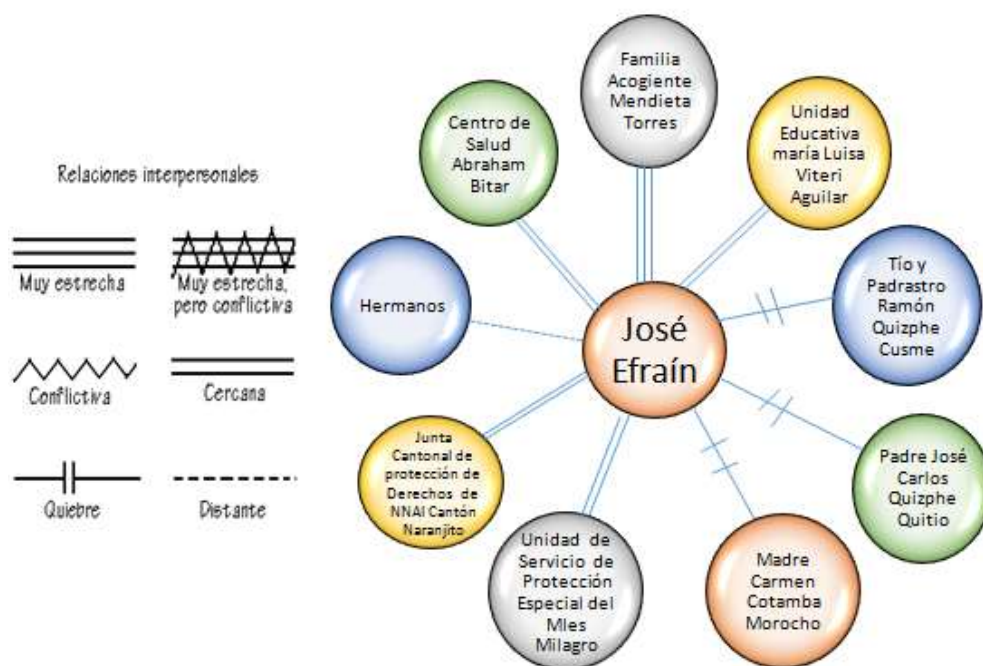 Relaciones interpersonales
Muy estrecha
Muy estrecha,
pero conflictiva
Conflictiva
Cercana
Quiebre
Distante
Familia
Acogiente
Mendieta
Torres
Unidad
Educativa
maría Luisa
Viteri
Aguilar
Tío y
Padrastro
Ramón
Quizphe
Cusme
Padre José
Carlos
Quizphe
Quitio
Madre
Carmen
Cotamba
Morocho
Unidad de
Servicio de
Protección
Especial del
Mies
Milagro
Junta
Cantonal de
protección de
Derechos de
NNAI Cantón
Naranjito
Hermanos
Centro de
Salud
Abraham
Bitar
José
Efraín